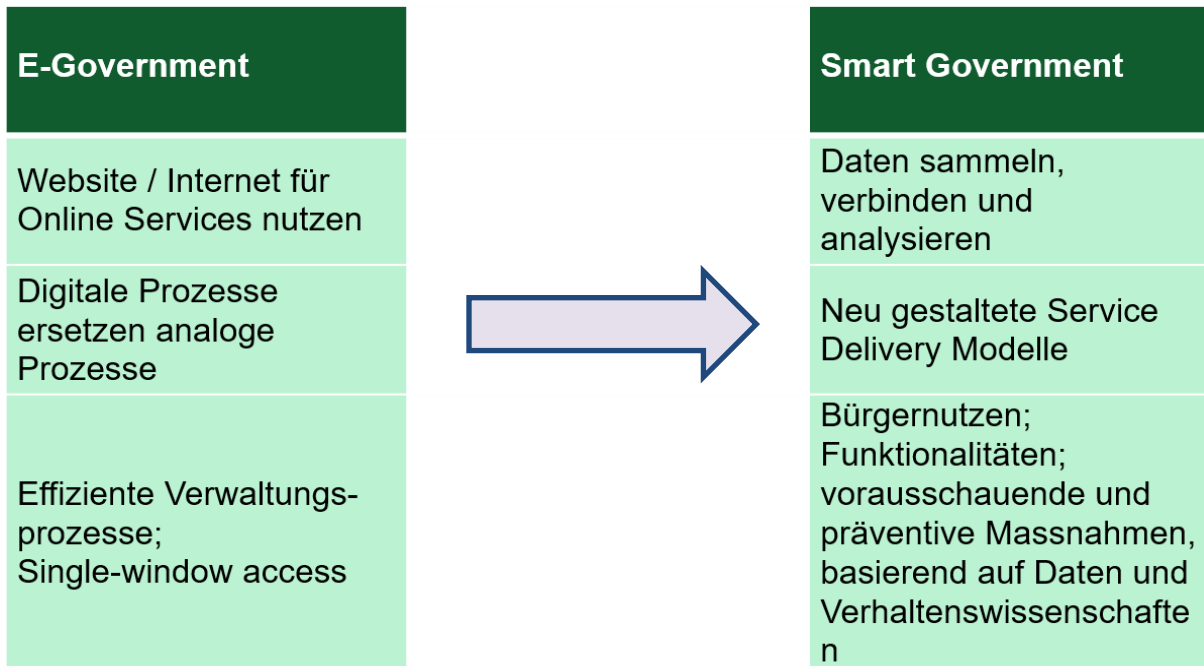 E-Government
Website / Internet für
Online Services nutzen
Digitale Prozesse
ersetzen analoge
Prozesse
Effiziente Verwaltungs-
prozesse;
Single-window access
Smart Government
Daten sammeln,
verbinden und
analysieren
Neu gestaltete Service
Delivery Modelle
Bürgernutzen;
Funktionalitäten;
vorausschauende und
präventive Massnahmen,
basierend auf Daten und
Verhaltenswissenschafte
n